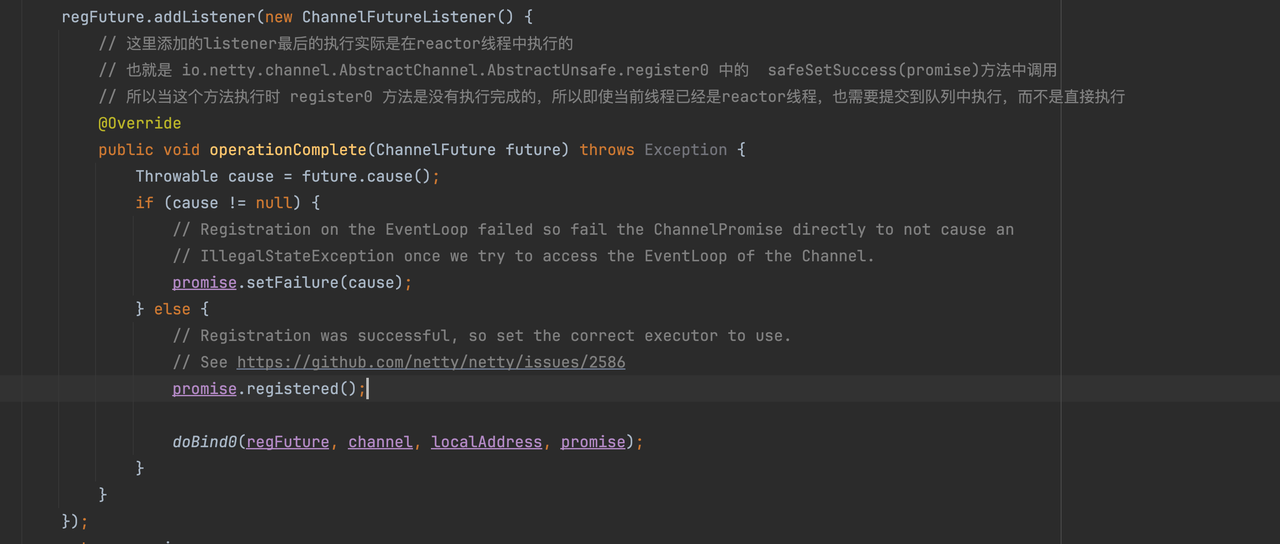 regFuture.addListener(new ChannelFutureListener() {
// 这里添加的listener最后的执行实际是在reactor线程中执行的
// 也就是 io.netty.channel.AbstractChannel.AbstractUnsafe.register0 中的  safeSetSuccess(promise)方法中调用
// 所以当这个方法执行时 register0 方法是没有执行完成的，所以即使当前线程已经是reactor线程，也需要提交到队列中执行，而不是直接执行
@Override
public void operationComplete(ChannelFuture future) throws Exception {
Throwable cause = future.cause();
if (cause != null) {
// Registration on the EventLoop failed so fail the ChannelPromise directly to not cause an
// IllegalStateException once we try to access the EventLoop of the Channel.
promise.setFailure(cause);
} else {
// Registration was successful, so set the correct executor to use.
// See https://github.com/netty/netty/issues/2586
promise.registered();
doBind0(regFuture, channel, localAddress, promise);
}
}
});